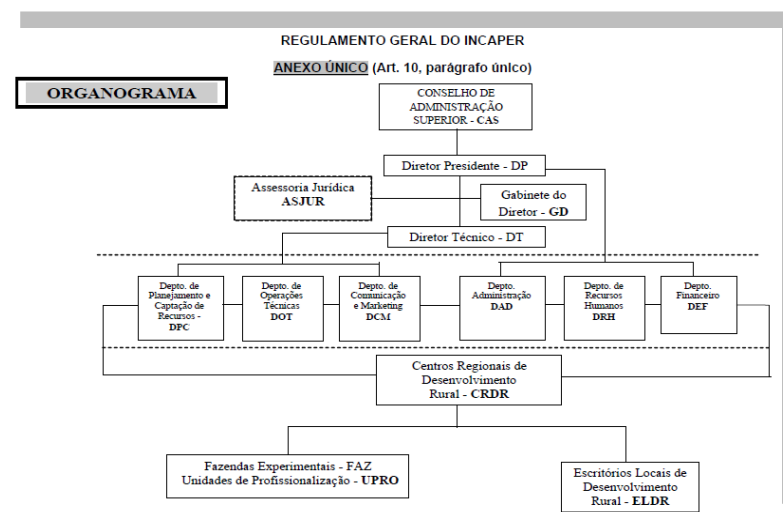 REGULAMENTO GERAL DO INCAPER
ANEXO ÚNICO (Art. 10, parágrafo único)
ORGANOGRAMA
CONSELHO DE
ADMINISTRAÇÃO
SUPERIOR - CAS
Diretor Presidente - DP
Assessoria Jurídica
ASJUR
Gabinete do
Diretor - GD
Diretor Técnico - DT
Depto. de
Planejamento e
Captação de
Recursos -
DPC
Depto. de
Operações
Técnicas
DOT
Depto. de
Comunicação
e Marketing
DCM
Depto.
Administração
DAD
Depto. de
Recursos
Humanos
DRH
Depto.
Financeiro
DEF
Centros Regionais de
Desenvolvimento
Rural - CRDR
Fazendas Experimentais - FAZ
Unidades de Profissionalização - UPRO
Escritórios Locais de
Desenvolvimento
Rural - ELDR